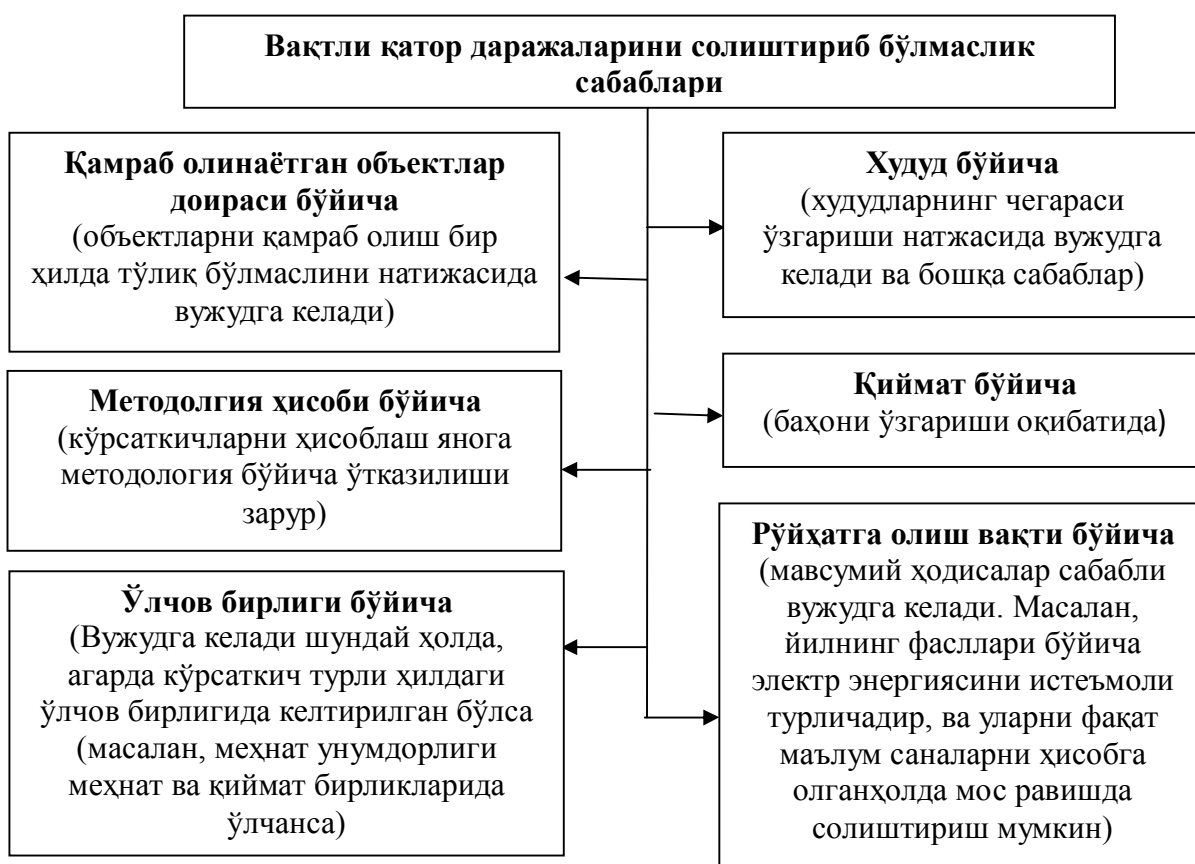 Вақтли қатор даражаларини солиштириб бўлмаслик
сабаблари
Қамраб олинаётган объектлар
доираси бўйича
(объектларни қамраб олиш бир
ҳилда тўлиқ бўлмаслини натижасида
вужудга келади)
Методолгия ҳисоби бўйича
(кўрсаткичларни ҳисоблаш янога
методология бўйича ўтказилиши
зарур)
Ўлчов бирлиги бўйича
(Вужудга келади шундай ҳолда,
агарда кўрсаткич турли ҳилдаги
ўлчов бирлигида келтирилган бўлса
(масалан, меҳнат унумдорлиги
меҳнат ва қиймат бирликларида
ўлчанса)
Худуд бўйича
(худудларнинг чегараси
ўзгариши натжасида вужудга
келади ва бошқа сабаблар)
Қиймат бўйича
(баҳони ўзгариши оқибатида)
Рўйҳатга олиш вақти бўйича
(мавсумий ҳодисалар сабабли
вужудга келади. Масалан,
йилнинг фасллари бўйича
электр энергиясини истеъмоли
турличадир, ва уларни фақат
маълум саналарни ҳисобга
олганҳолда мос равишда
солиштириш мумкин)